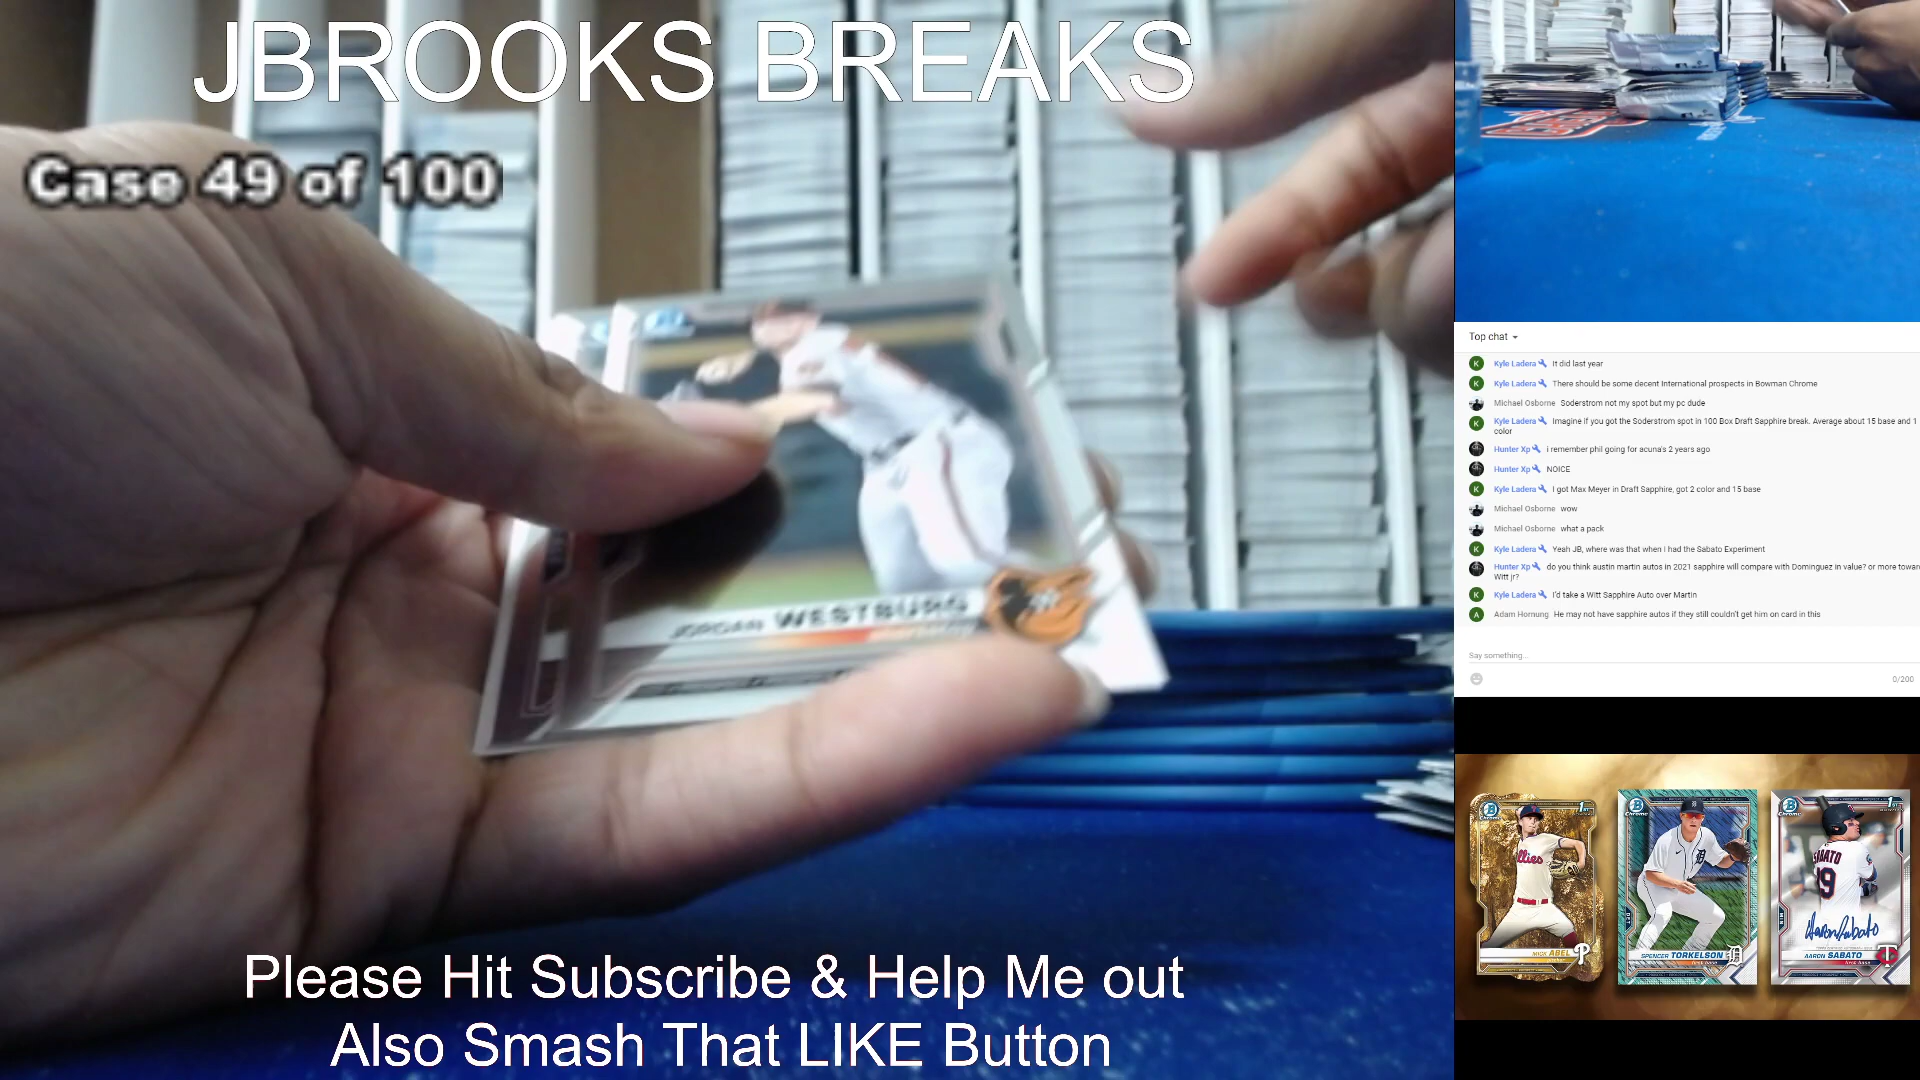 JBROOKS BREAKS
Case 49 of 100
JORDAN WESTBURG
Please Hit Subscribe & Help Me out
Also Smash That LIKE Button
Top chat
Kyle Ladera It did last year
Kyle Ladera There should be some decent International prospects in Bowman Chrome
Michael Osborne Soderstrom not my spot but my pc dude
Kyle Ladera Imagine if you got the Soderstrom spot in 100 Box Draft Sapphire break. Average about 15 base and 1
color
Hunter Xp i remember phil going for acuna's 2 years ago
Hunter Xp NOICE
Kyle Ladera I got Max Meyer in Draft Sapphire, got 2 color and 15 base
Michael Osborne wow
Michael Osborne what a pack
Kyle Ladera Yeah JB, where was that when I had the Sabato Experiment
Hunter Xp do you think austin martin autos in 2021 sapphire will compare with Dominguez in value? or more towar
Witt jr?
Kyle Ladera I'd take a Witt Sapphire Auto over Martin
Adam Hornung He may not have sapphire autos if they still couldn't get him on card in this
Say something...
0/200
MICK ABEL
SPENCER TORKELSON
first base
AARON SABATO
first base